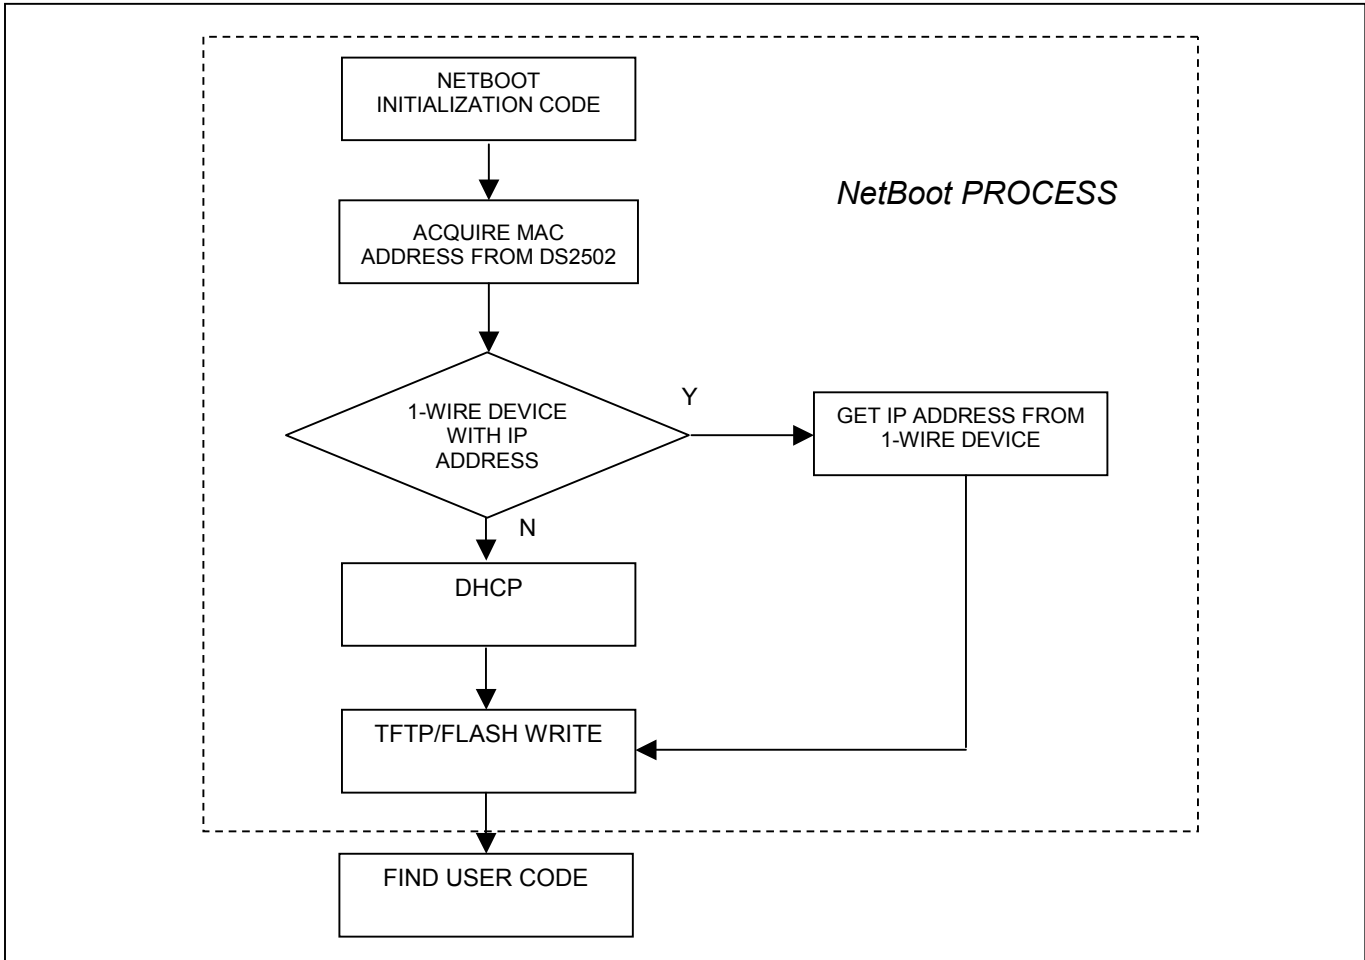 NETBOOT
INITIALIZATION CODE
NetBoot PROCESS
ACQUIRE MAC
ADDRESS FROM DS2502
1-WIRE DEVICE
WITH IP
ADDRESS
Y
GET IP ADDRESS FROM
1-WIRE DEVICE
N
DHCP
TFTP/FLASH WRITE
FIND USER CODE